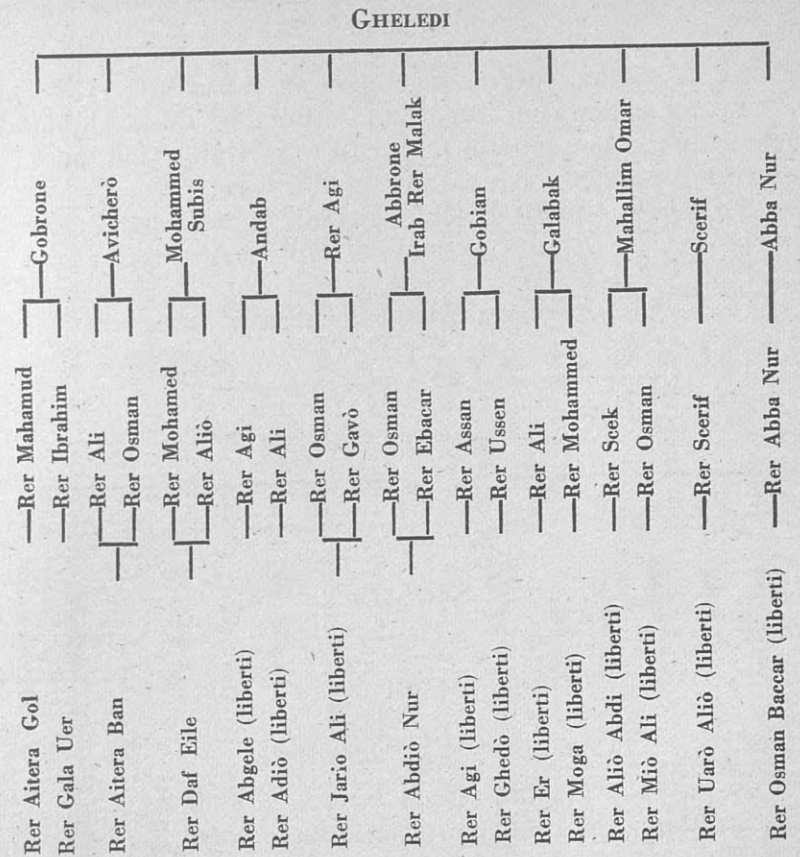 GHELEDI
Gobrone
Avicherò
Mohammed
Subis
Andab
Rer Agi
Abbrone
Irab Rer Malak
Gobian
Galabak
Mahallim Omar
Scerif
Abba Nur
Rer Mahamud
Rer Ibrahim
Rer Ali
Rer Osman
Rer Mohamed
Rer Aliò
Rer Agi
Rer Ali
Rer Osman
Rer Gavò
Rer Osman
Rer Ebacar
Rer Assan
Rer Ussen
Rer Ali
Rer Mohammed
Rer Scek
Rer Osman
Rer Scerif
Rer Abba Nur
Rer Aitera Gol
Rer Gala Uer
Rer Aitera Ban
Rer Daf Eile
Rer Abgele (liberti)
Rer Adiò (liberti)
Rer Jario Ali (liberti)
Rer Abdiò Nur
Rer Agi (liberti)
Rer Ghedò (liberti)
Rer Er (liberti)
Rer Moga (liberti)
Rer Aliò Abdi (liberti)
Rer Miò Ali (liberti)
Rer Uarò Aliò (liberti)
Rer Osman Baccar (liberti)